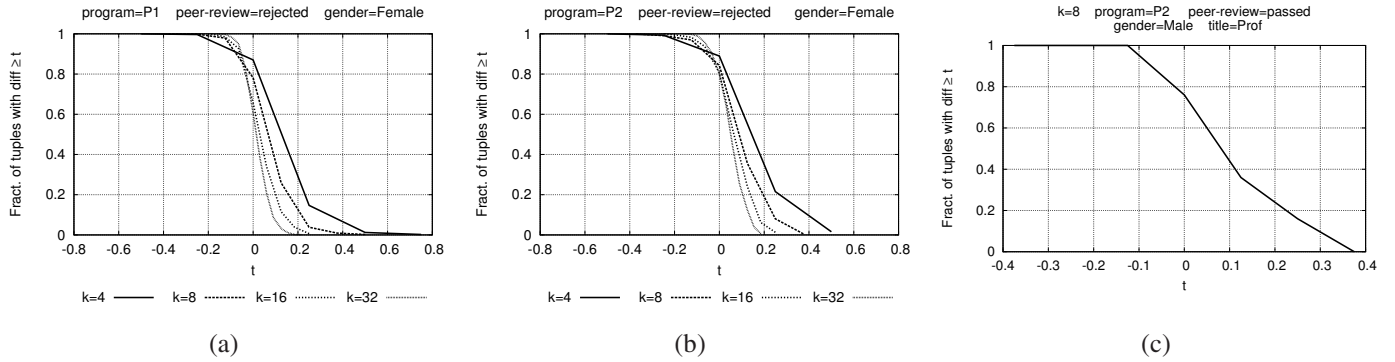 program=P1 peer-review=rejected gender=Female
Fract. of tuples with diff ≥ t
1
0.8
0.6
0.4
0.2
0
-0.8 -0.6 -0.4 -0.2 0 0.2 0.4 0.6 0.8
t
k=4 k=8 k=16 k=32
(a)
program=P2 peer-review=rejected gender=Female
Fract. of tuples with diff ≥ t
1
0.8
0.6
0.4
0.2
0
-0.8 -0.6 -0.4 -0.2 0 0.2 0.4 0.6 0.8
t
k=4 k=8 k=16 k=32
(b)
k=8 program=P2 peer-review=passed
gender=Male title=Prof
Fract. of tuples with diff ≥ t
1
0.8
0.6
0.4
0.2
0
-0.4 -0.3 -0.2 -0.1 0 0.1 0.2 0.3 0.4
t
(c)